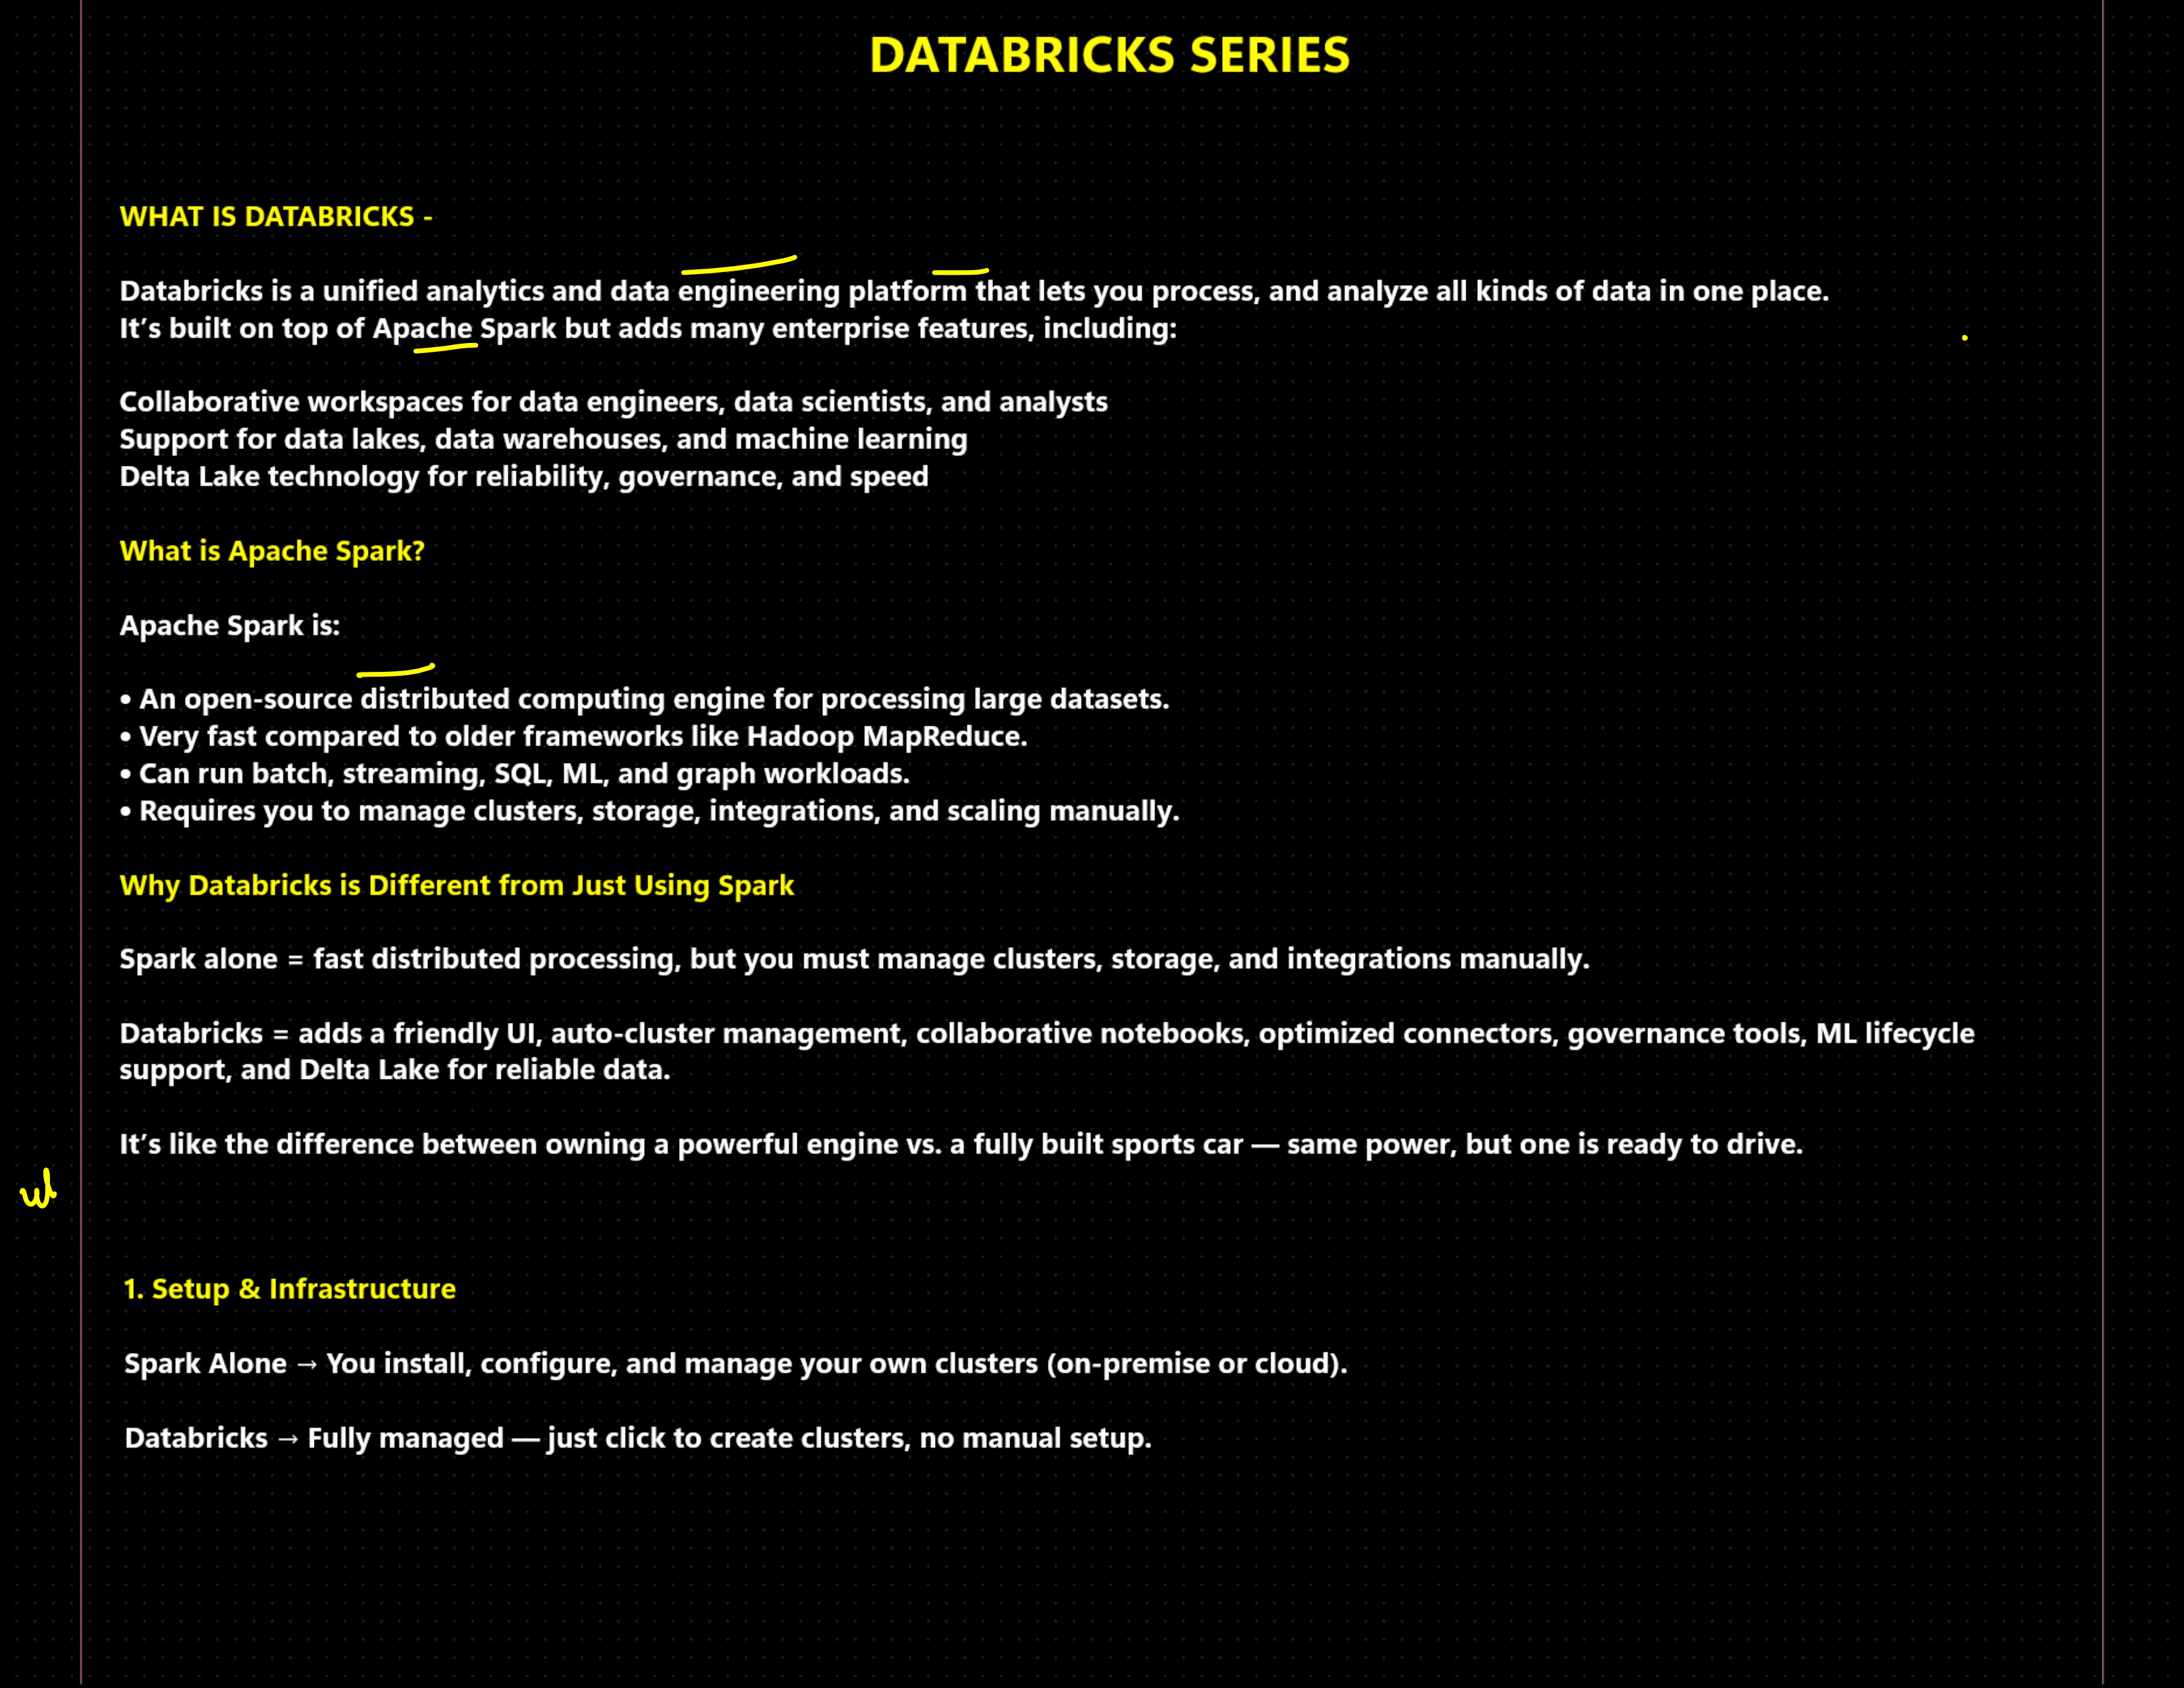 DATABRICKS SERIES
WHAT IS DATABRICKS -
Databricks is a unified analytics and data engineering platform that lets you process, and analyze all kinds of data in one place.
It’s built on top of Apache Spark but adds many enterprise features, including:
Collaborative workspaces for data engineers, data scientists, and analysts
Support for data lakes, data warehouses, and machine learning
Delta Lake technology for reliability, governance, and speed
What is Apache Spark?
Apache Spark is:
• An open-source distributed computing engine for processing large datasets.
• Very fast compared to older frameworks like Hadoop MapReduce.
• Can run batch, streaming, SQL, ML, and graph workloads.
• Requires you to manage clusters, storage, integrations, and scaling manually.
Why Databricks is Different from Just Using Spark
Spark alone = fast distributed processing, but you must manage clusters, storage, and integrations manually.
Databricks = adds a friendly UI, auto-cluster management, collaborative notebooks, optimized connectors, governance tools, ML lifecycle
support, and Delta Lake for reliable data.
It’s like the difference between owning a powerful engine vs. a fully built sports car — same power, but one is ready to drive.
1. Setup & Infrastructure
Spark Alone → You install, configure, and manage your own clusters (on-premise or cloud).
Databricks → Fully managed — just click to create clusters, no manual setup.